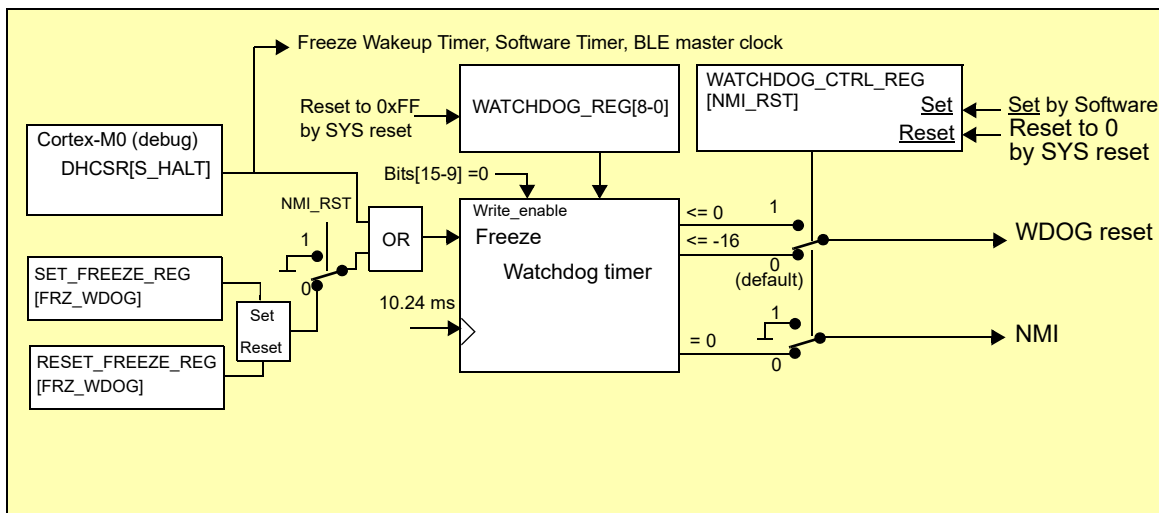 Freeze Wakeup Timer, Software Timer, BLE master clock
Cortex-M0 (debug)
DHCSR[S_HALT]
Reset to 0xFF
by SYS reset
WATCHDOG_REG[8-0]
WATCHDOG_CTRL_REG
[NMI_RST]
Set
Reset
Set by Software
Reset to 0
by SYS reset
Bits[15-9] =0
NMI_RST
1
0
OR
SET_FREEZE_REG
[FRZ_WDOG]
Set
Reset
RESET_FREEZE_REG
[FRZ_WDOG]
10.24 ms
Write_enable
Freeze
Watchdog timer
<= 0
<= -16
= 0
1
0
(default)
WDOG reset
1
0
NMI